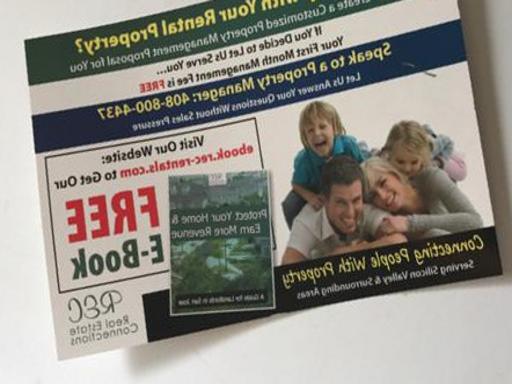 With Your Rental Property?
Create a Customized Property Management Proposal for You
If You Decide to Let Us Serve You....
Your First Month Management Fee is FREE
Speak to a Property Manager: 408-800-4437
Let Us Answer Your Questions Without Sales Pressure
Visit Our Website:
ebook.rec-rentals.com to Get Our
FREE
E-Book
Protect Your Home &
Earn More Revenue
A Guide for Landlords in San Jose
Connecting People With Property
Serving Silicon Valley & Surrounding Areas
REC
Real Estate
Connections